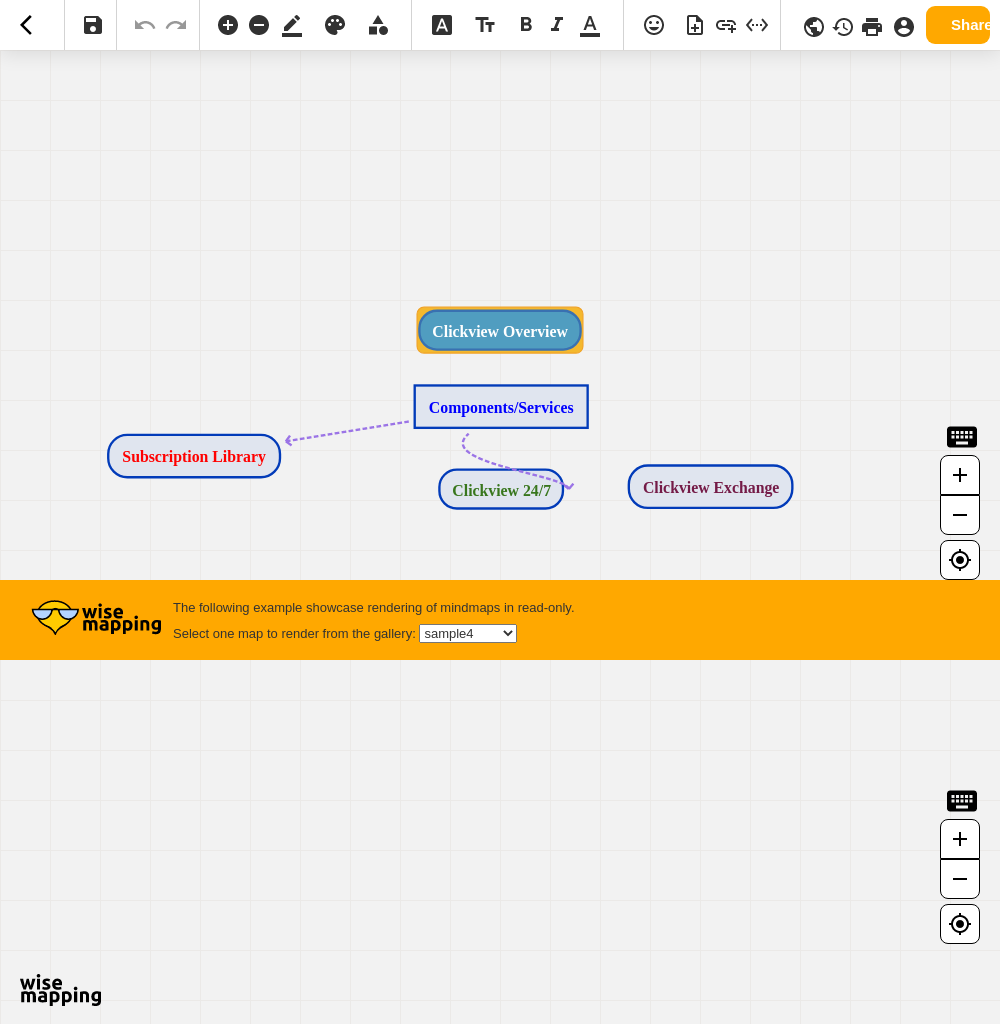 Share
Clickview Overview
Components/Services
Subscription Library
Clickview 24/7
Clickview Exchange
wise
mapping
The following example showcase rendering of mindmaps in read-only.
Select one map to render from the gallery: sample4
wise
mapping